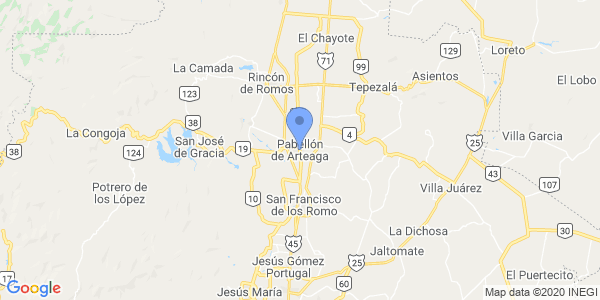 El Chayote
129
Loreto
71
La Camada
99
Asientos
El Lobo
Rincón
de Romos
Tepezalá
123
38
38
La Congoja
4
Villa García
San José
de Gracia
19
Pabellón
de Arteaga
25
124
43
Potrero de
los López
10
Villa Juárez
107
San Francisco
de los Romo
La Dichosa
30
45
Jaltomate
Jesús Gómez
Portugal
25
El Puertecito
17
60
Google
Jesús María
Map data ©2020 INEGI